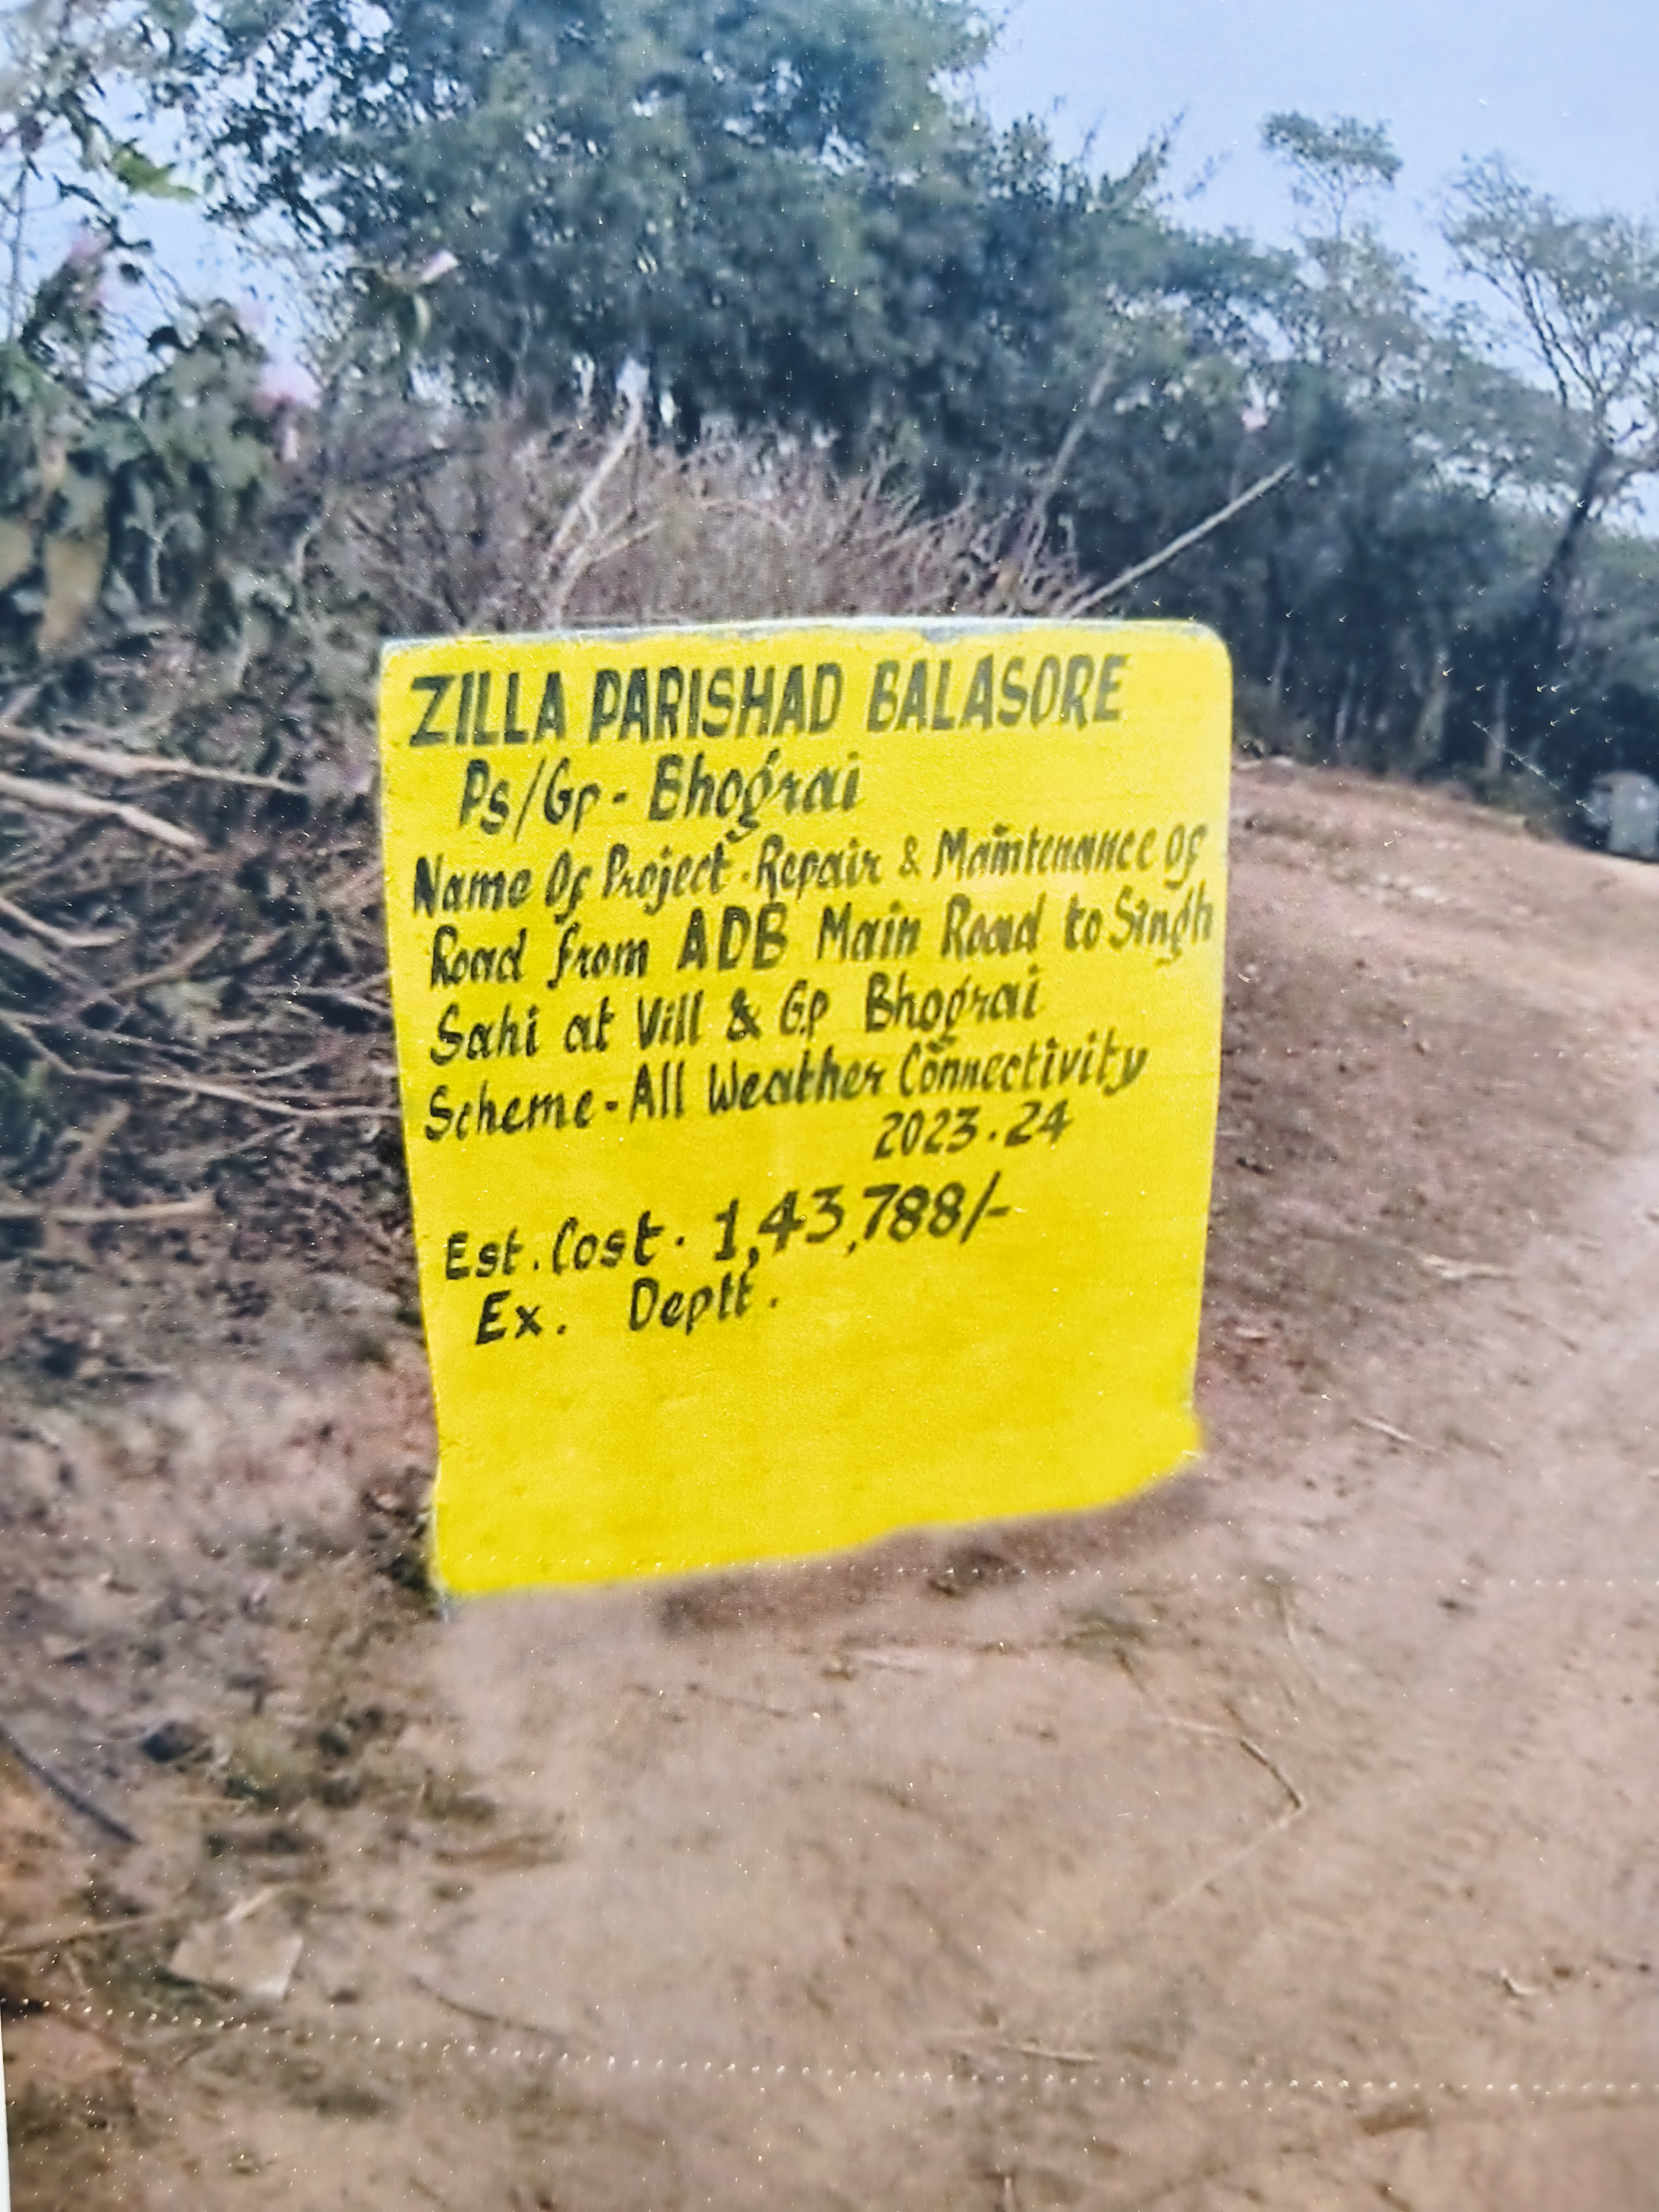 ZILLA PARISHAD BALASORE
Ps/Gp - Bhograi
Name Of Project - Repair & Maintenance Of
Road from ADB Main Road to Singh
Sahi at Vill & Gp Bhograi
Scheme - All Weather Connectivity
2023-24
Est. Cost - 1,43,788/-
Ex. Deptt.